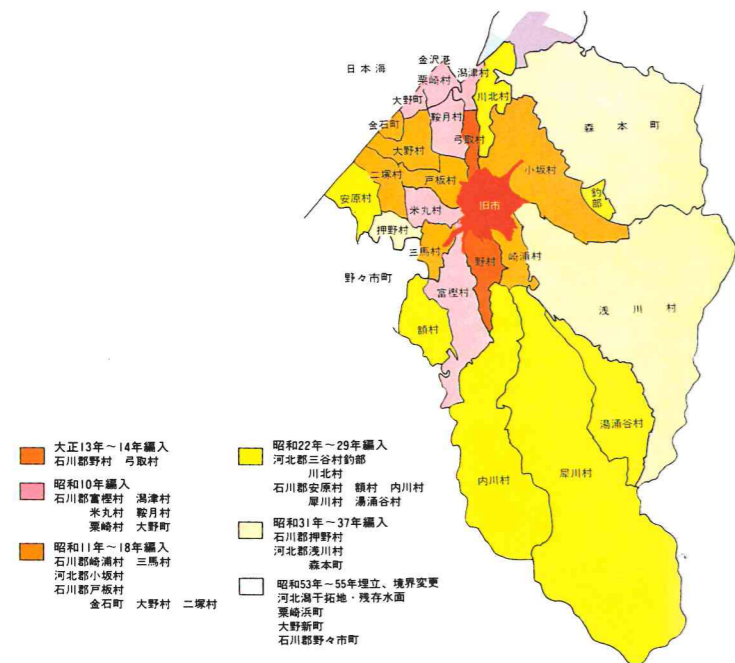 日本海
金沢港
粟崎村
潟津村
大野町
川北村
鞍月村
金石町
弓取村
森本町
大野村
小坂村
二塚村
戸板村
釣部
安原村
米丸村
旧市
押野村
三馬村
野村
崎浦村
野々市町
富樫村
浅川村
額村
湯涌谷村
内川村
犀川村
大正13年～14年編入
石川郡野村 弓取村
昭和10年編入
石川郡富樫村 潟津村
米丸村 鞍月村
粟崎村 大野町
昭和11年～18年編入
石川郡崎浦村 三馬村
河北郡小坂村
石川郡戸板村
金石町 大野村 二塚村
昭和22年～29年編入
河北郡三谷村釣部
川北村
石川郡安原村 額村 内川村
犀川村 湯涌谷村
昭和31年～37年編入
石川郡押野村
河北郡浅川村
森本町
昭和53年～55年埋立、境界変更
河北潟干拓地・残存水面
粟崎浜町
大野新町
石川郡野々市町